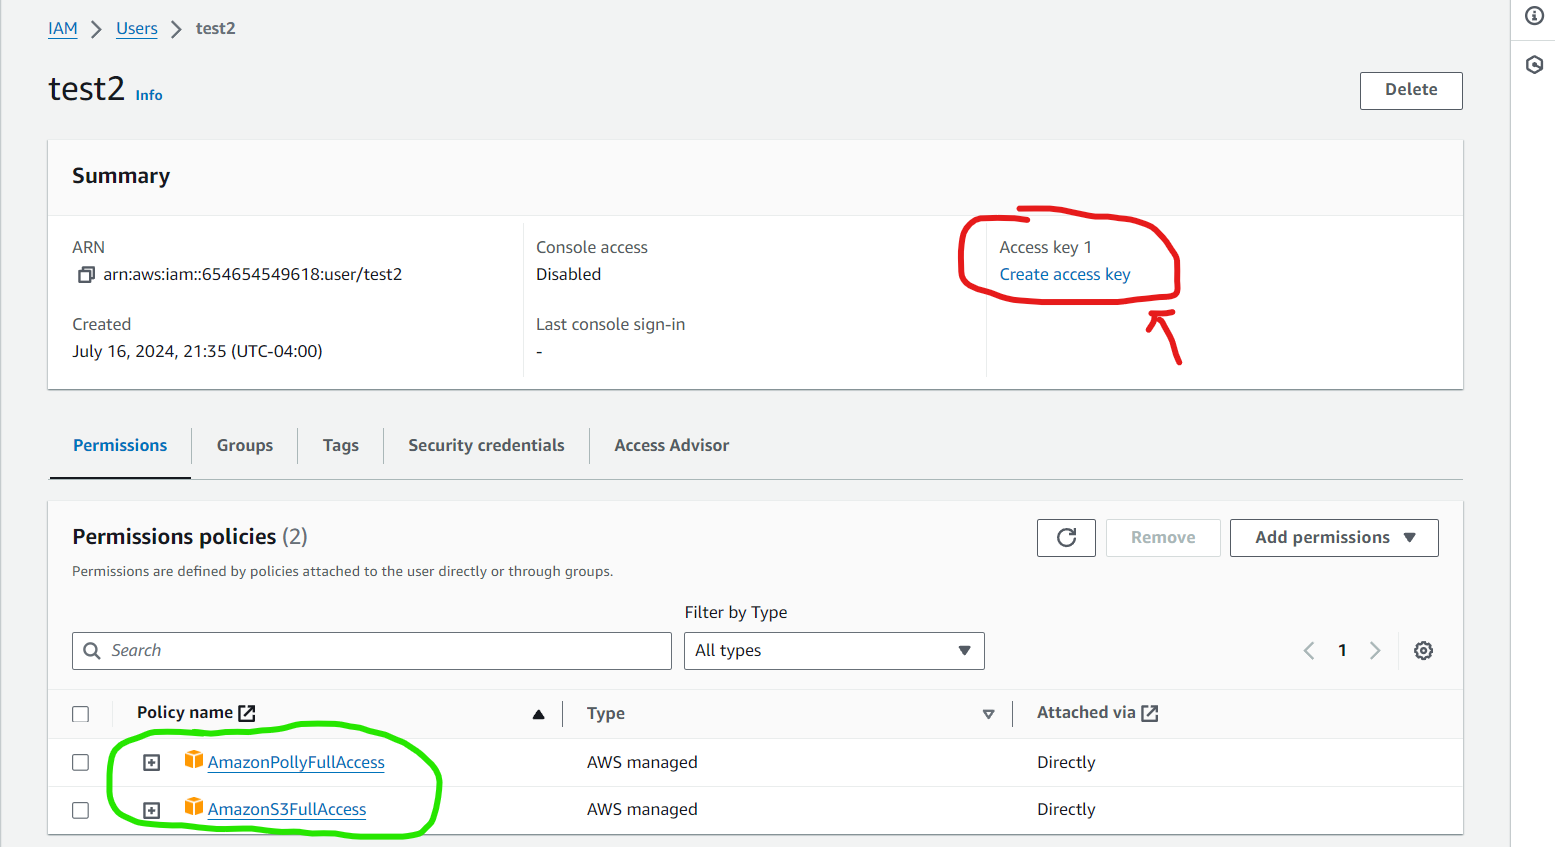 IAM > Users > test2
test2 Info
Delete
Summary
ARN
arn:aws:iam::654654549618:user/test2
Created
July 16, 2024, 21:35 (UTC-04:00)
Console access
Disabled
Last console sign-in
-
Access key 1
Create access key
Permissions Groups Tags Security credentials Access Advisor
Permissions policies (2)
Remove
Add permissions
Permissions are defined by policies attached to the user directly or through groups.
Filter by Type
Search
All types
1
Policy name Type Attached via
AmazonPollyFullAccess AWS managed Directly
AmazonS3FullAccess AWS managed Directly